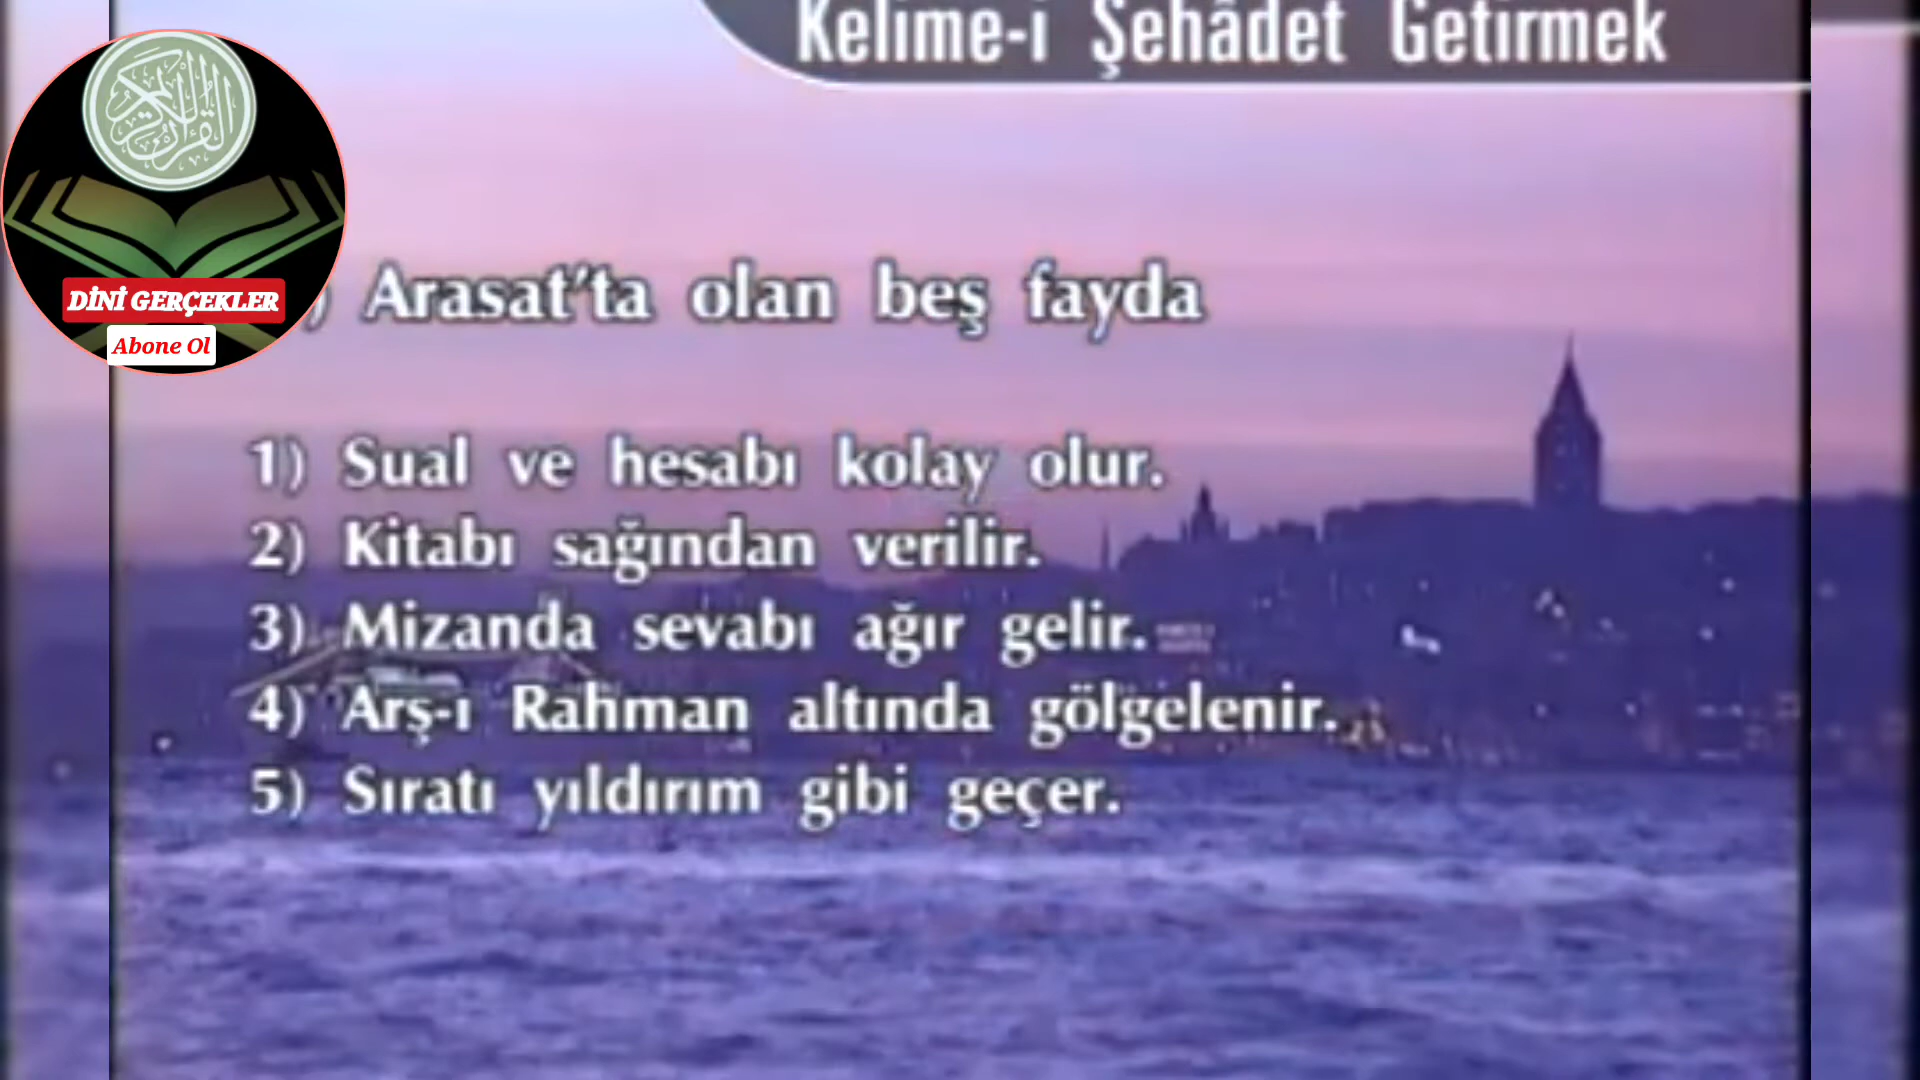 Kelime-i Şehâdet Getirmek
القرآن الكريم
DİNİ GERÇEKLER
Abone Ol
) Arasat'ta olan beş fayda
1) Sual ve hesabı kolay olur.
2) Kitabı sağından verilir.
3) Mizanda sevabı ağır gelir.
4) Arş-ı Rahman altında gölgelenir.
5) Sıratı yıldırım gibi geçer.